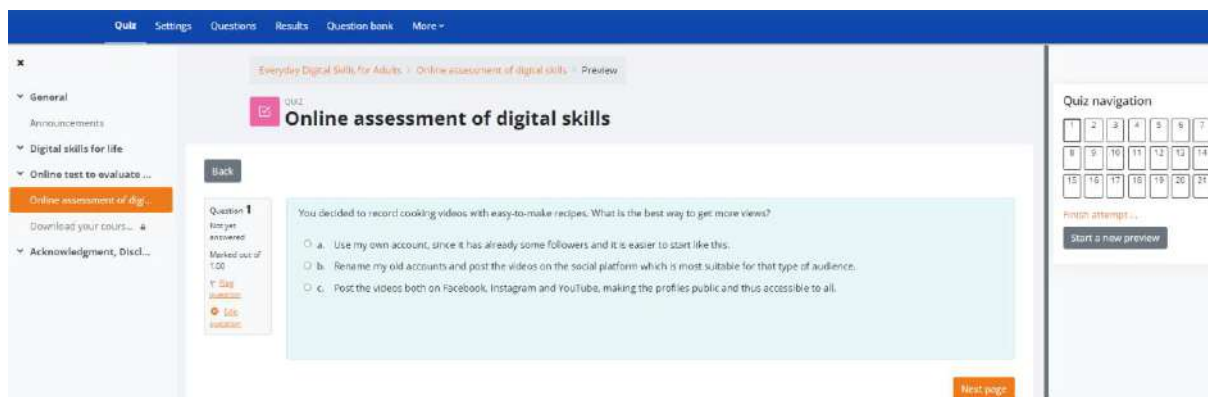 Quiz Settings Questions Results Question bank More
General
Announcements
Digital skills for life
Online test to evaluate ...
Online assessment of digi...
Download your cours...
Acknowledgment, Discl...
Everyday Digital Skills for Adults Online assessment of digital skills Preview
QUIZ
Online assessment of digital skills
Back
Question 1
Not yet
answered
Marked out of
1.00
Flag
question
Edit
question
You decided to record cooking videos with easy-to-make recipes. What is the best way to get more views?
a. Use my own account, since it has already some followers and it is easier to start like this.
b. Rename my old accounts and post the videos on the social platform which is most suitable for that type of audience.
c. Post the videos both on Facebook, Instagram and YouTube, making the profiles public and thus accessible to all.
Next page
Quiz navigation
1 2 3 4 5 6 7
8 9 10 11 12 13 14
15 16 17 18 19 20 21
Finish attempt ...
Start a new preview